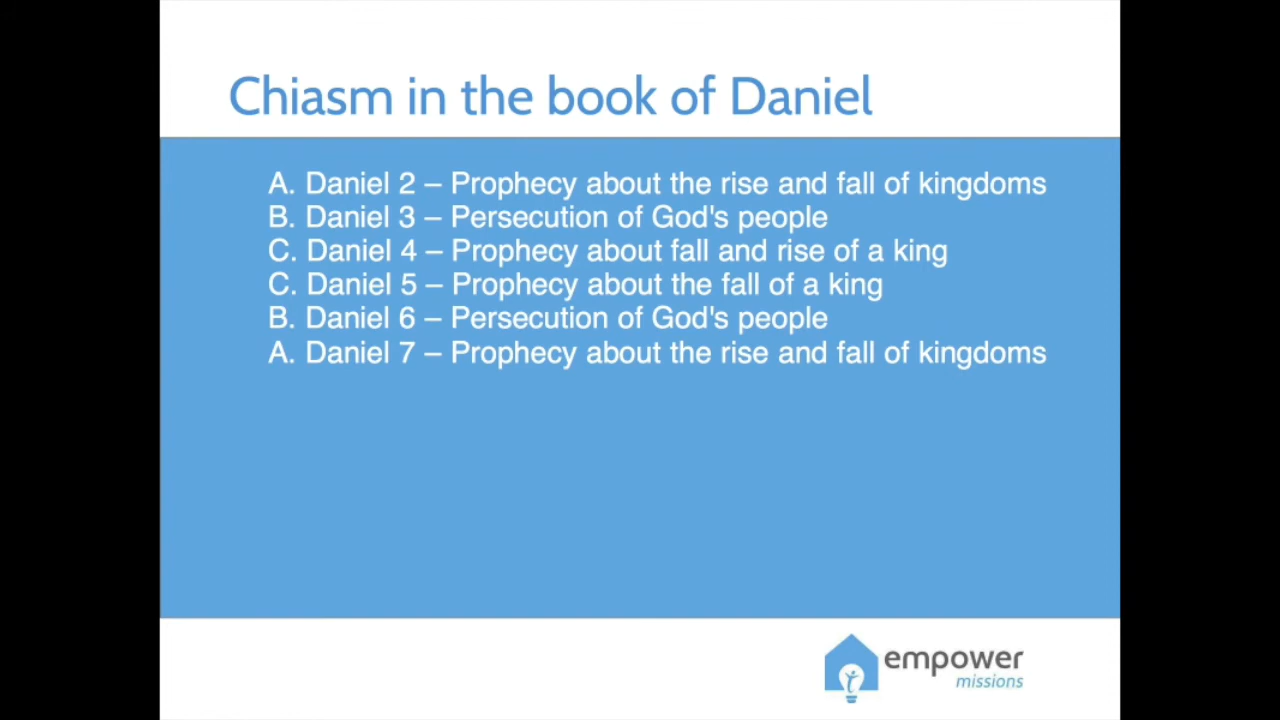 Chiasm in the book of Daniel
A. Daniel 2 – Prophecy about the rise and fall of kingdoms
B. Daniel 3 – Persecution of God's people
C. Daniel 4 – Prophecy about fall and rise of a king
C. Daniel 5 – Prophecy about the fall of a king
B. Daniel 6 – Persecution of God's people
A. Daniel 7 – Prophecy about the rise and fall of kingdoms
empower
missions